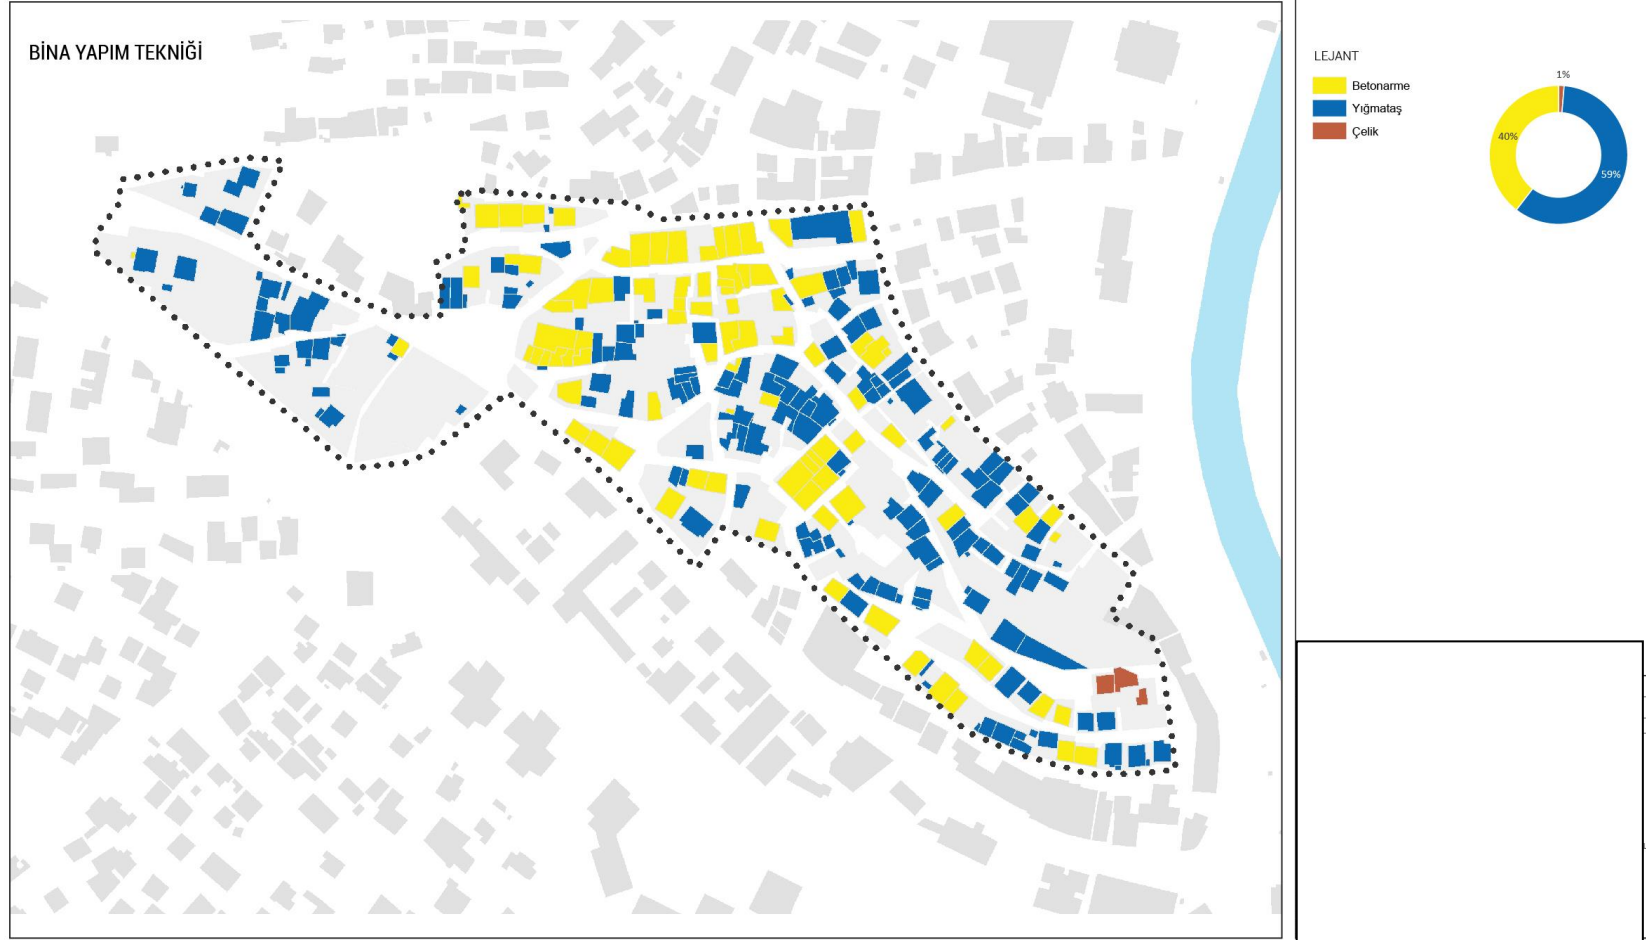 BİNA YAPIM TEKNİĞİ
LEJANT
Betonarme
Yığmataş
Çelik
1%
40%
59%